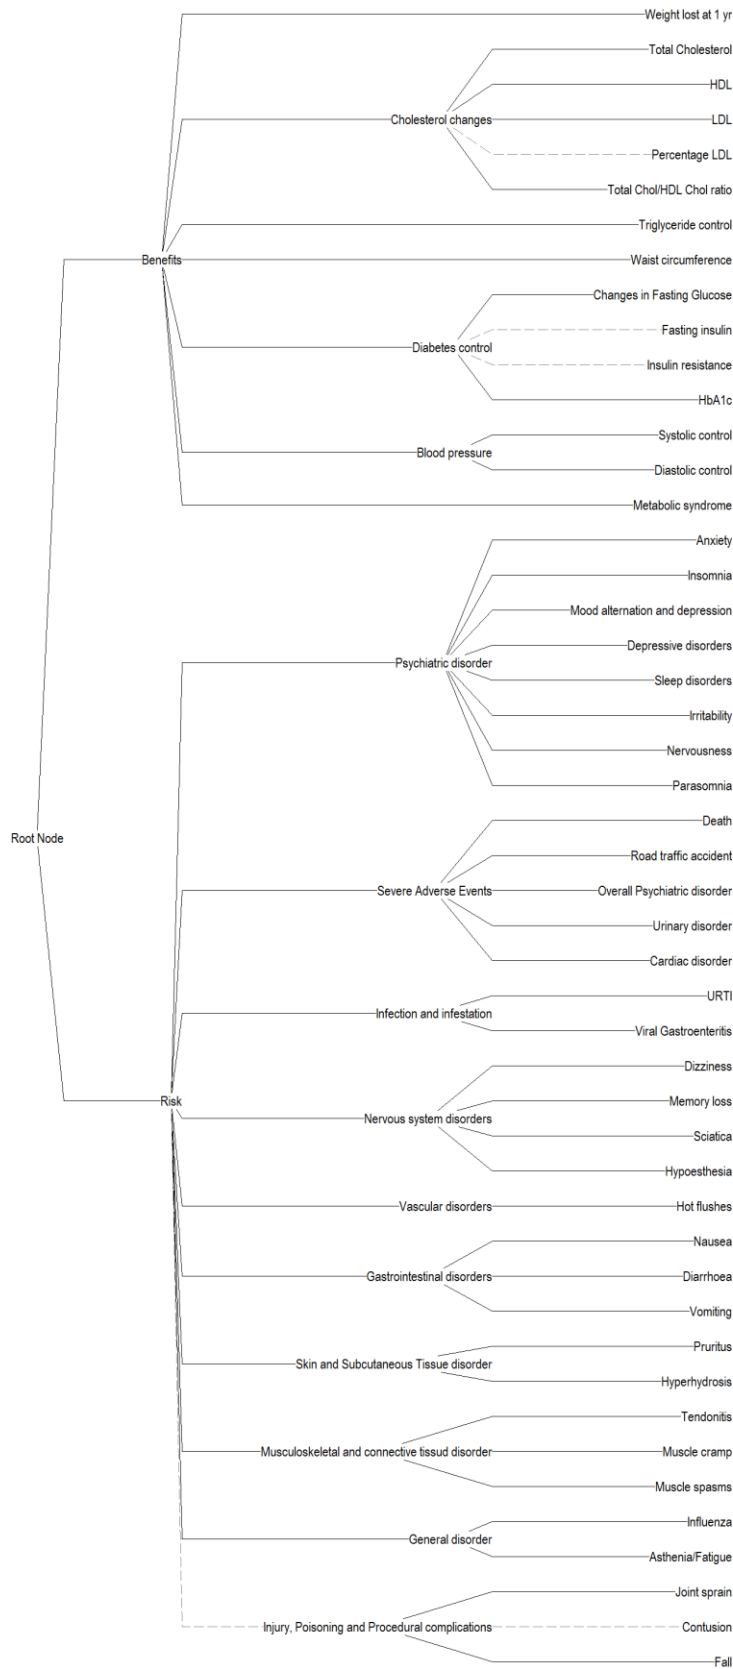 Weight lost at 1 yr
Total Cholesterol
HDL
Cholesterol changes
LDL
Percentage LDL
Total Chol/HDL Chol ratio
Triglyceride control
Benefits
Waist circumference
Changes in Fasting Glucose
Fasting insulin
Diabetes control
Insulin resistance
HbA1c
Systolic control
Blood pressure
Diastolic control
Metabolic syndrome
Anxiety
Insomnia
Mood alternation and depression
Depressive disorders
Psychiatric disorder
Sleep disorders
Irritability
Nervousness
Parasomnia
Death
Root Node
Road traffic accident
Severe Adverse Events
Overall Psychiatric disorder
Urinary disorder
Cardiac disorder
URTI
Infection and infestation
Viral Gastroenteritis
Dizziness
Risk
Memory loss
Nervous system disorders
Sciatica
Hypoesthesia
Vascular disorders
Hot flushes
Nausea
Gastrointestinal disorders
Diarrhoea
Vomiting
Pruritus
Skin and Subcutaneous Tissue disorder
Hyperhydrosis
Tendonitis
Musculoskeletal and connective tissud disorder
Muscle cramp
Muscle spasms
Influenza
General disorder
Asthenia/Fatigue
Joint sprain
Injury, Poisoning and Procedural complications
Contusion
Fall